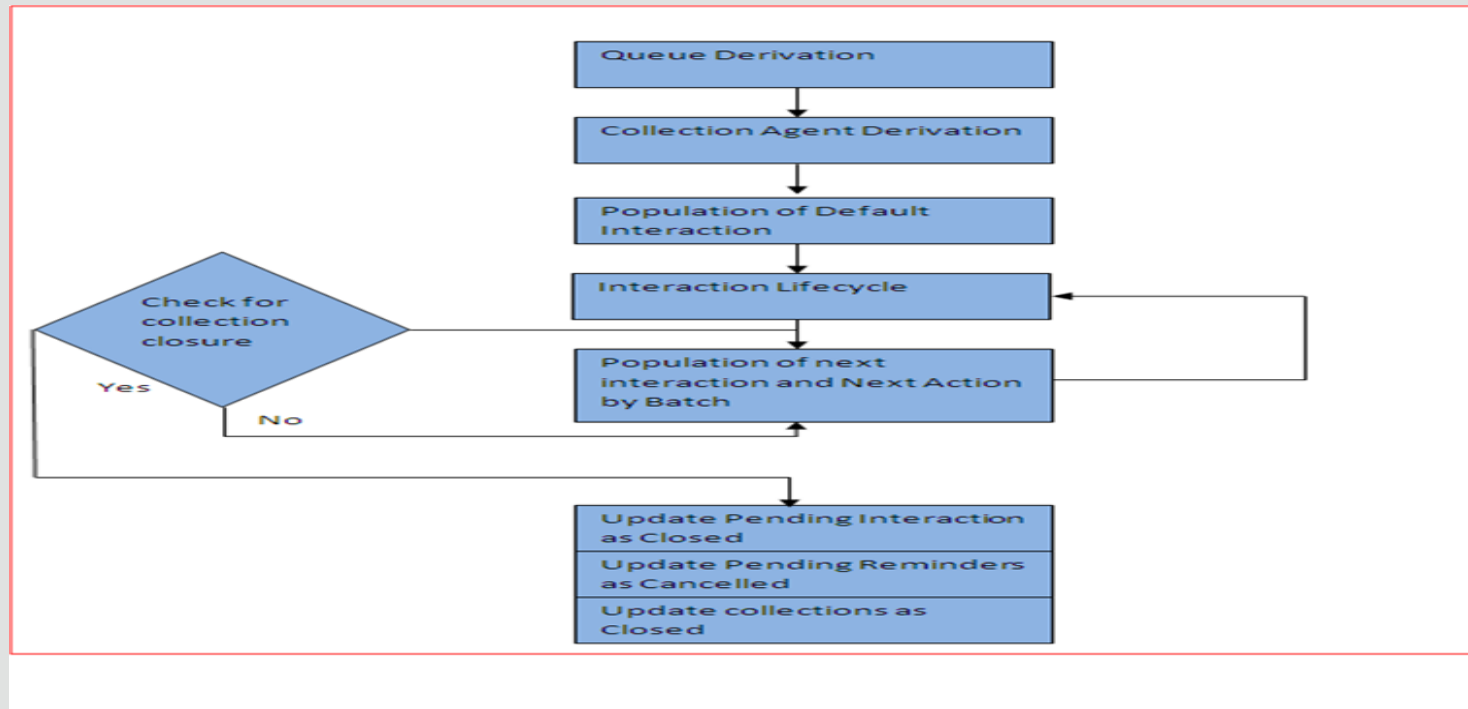 Queue Derivation
Collection Agent Derivation
Population of Default
Interaction
Interaction Lifecycle
Check for
collection
closure
Population of next
interaction and Next Action
by Batch
Yes
No
Update Pending Interaction
as Closed
Update Pending Reminders
as Cancelled
Update collections as
Closed